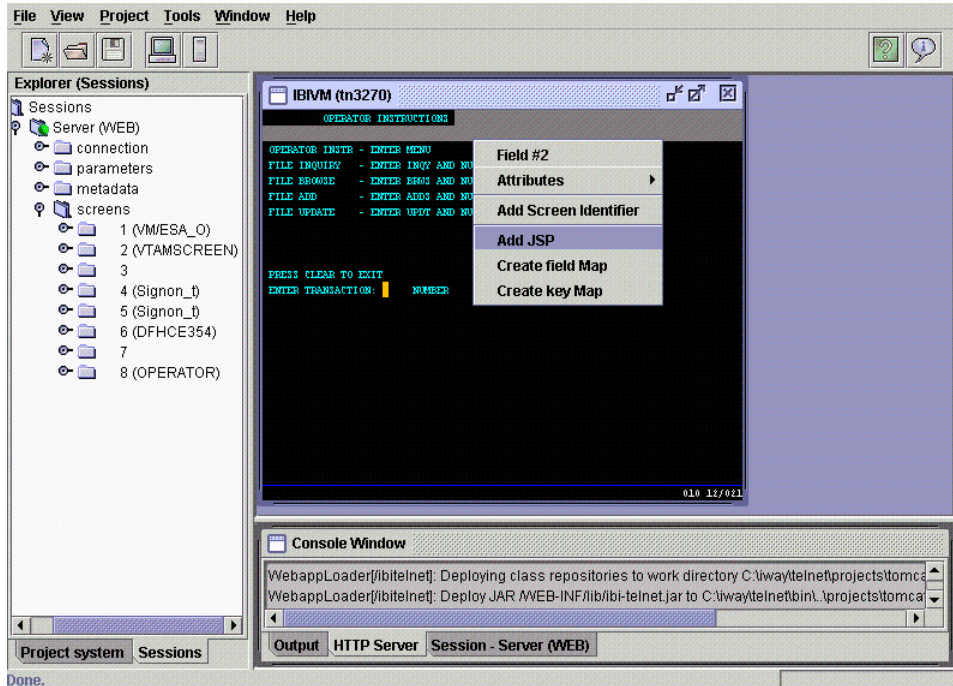 File View Project Tools Window Help
Explorer (Sessions)
Sessions
Server (WEB)
connection
parameters
metadata
screens
1 (VM/ESA_O)
2 (VTAMSCREEN)
3
4 (Signon_t)
5 (Signon_t)
6 (DFHCE354)
7
8 (OPERATOR)
Project system Sessions
IBIVM (tn3270)
OPERATOR INSTRUCTIONS
OPERATOR INSTR - ENTER MENU
FILE INQUIRY - ENTER INQY AND NU
FILE BROWSE - ENTER BRWS AND NU
FILE ADD - ENTER ADDS AND NU
FILE UPDATE - ENTER UPDT AND NU
PRESS CLEAR TO EXIT
ENTER TRANSACTION: NUMBER
010 12/021
Field #2
Attributes
Add Screen Identifier
Add JSP
Create field Map
Create key Map
Console Window
WebappLoader[/ibitelnet]: Deploying class repositories to work directory C:\iway\telnet\projects\tomca
WebappLoader[/ibitelnet]: Deploy JAR /WEB-INF/lib/ibi-telnet.jar to C:\iway\telnet\bin\..\projects\tomca
Output HTTP Server Session - Server (WEB)
Done.